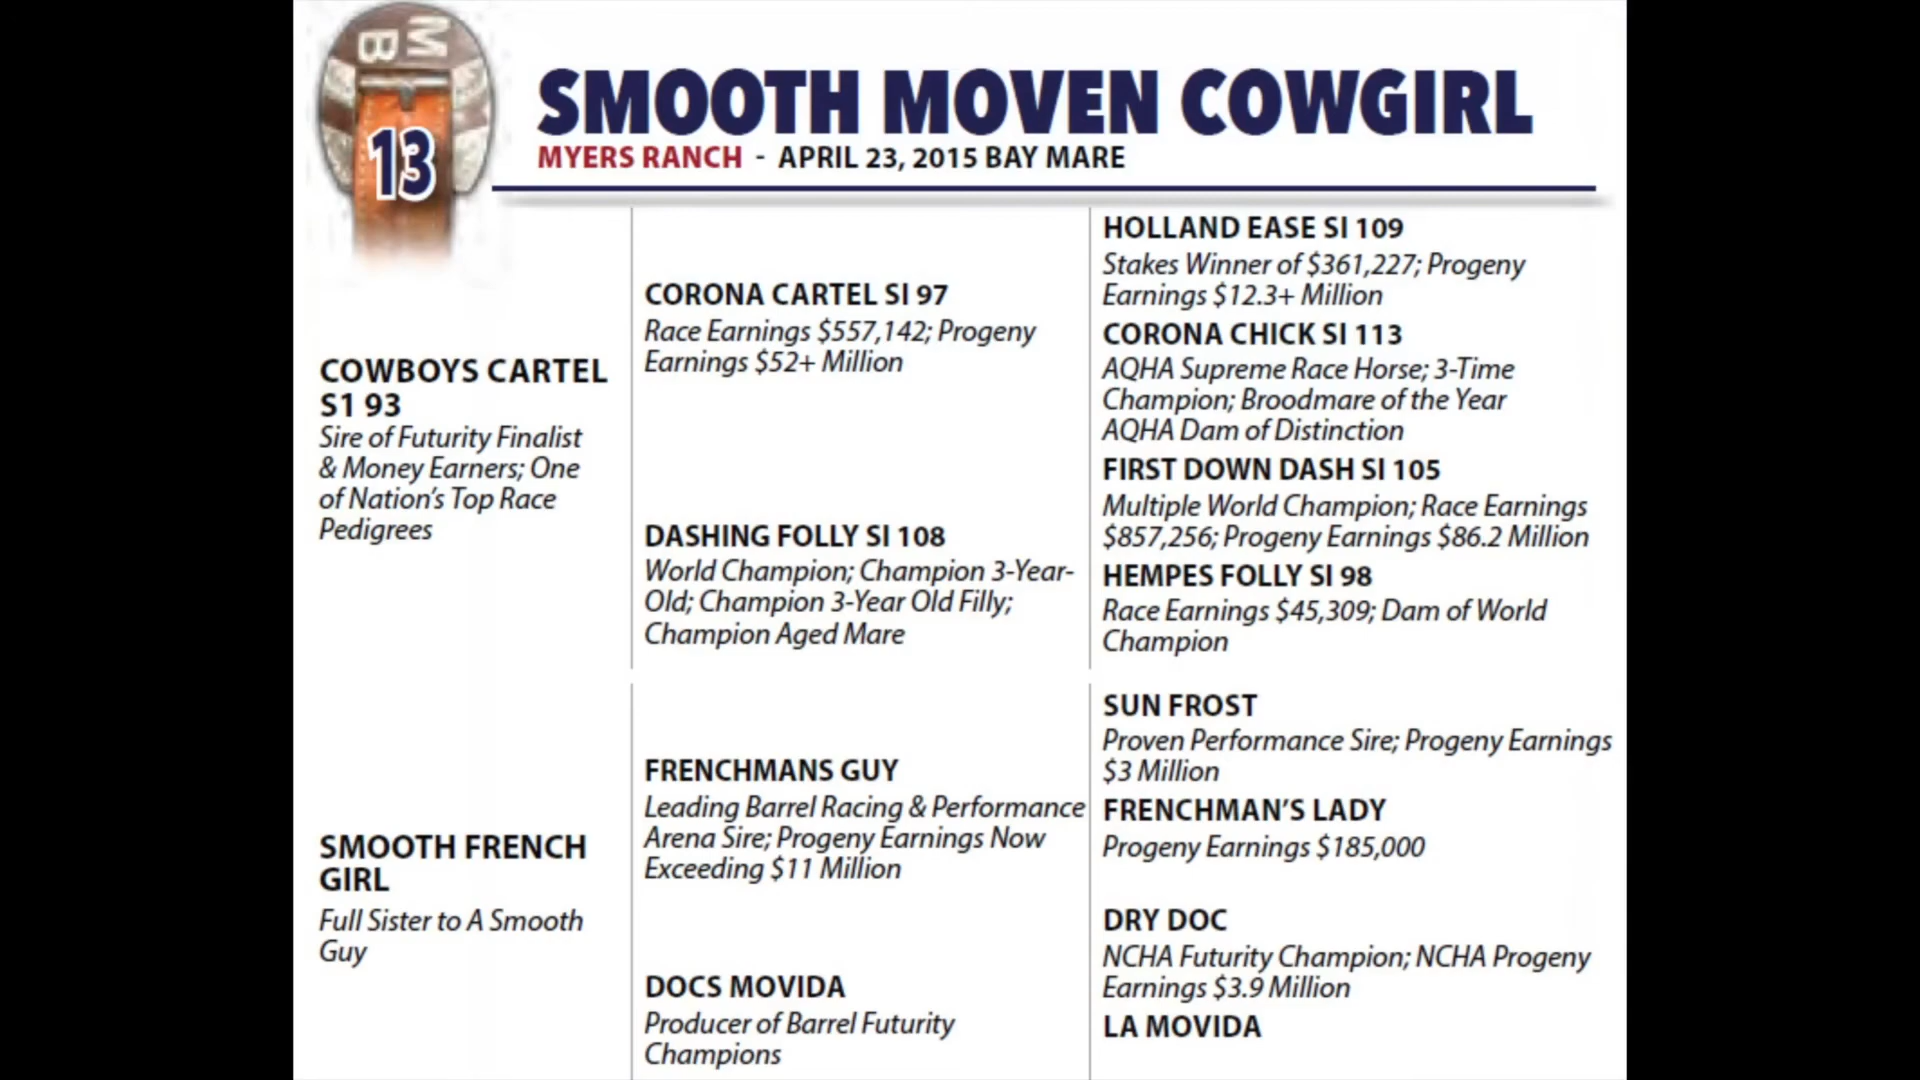 M
B
13
SMOOTH MOVEN COWGIRL
MYERS RANCH - APRIL 23, 2015 BAY MARE
COWBOYS CARTEL
S1 93
Sire of Futurity Finalist
& Money Earners; One
of Nation's Top Race
Pedigrees
CORONA CARTEL SI 97
Race Earnings $557,142; Progeny
Earnings $52+ Million
DASHING FOLLY SI 108
World Champion; Champion 3-Year-
Old; Champion 3-Year Old Filly;
Champion Aged Mare
HOLLAND EASE SI 109
Stakes Winner of $361,227; Progeny
Earnings $12.3+ Million
CORONA CHICK SI 113
AQHA Supreme Race Horse; 3-Time
Champion; Broodmare of the Year
AQHA Dam of Distinction
FIRST DOWN DASH SI 105
Multiple World Champion; Race Earnings
$857,256; Progeny Earnings $86.2 Million
HEMPES FOLLY SI 98
Race Earnings $45,309; Dam of World
Champion
SMOOTH FRENCH
GIRL
Full Sister to A Smooth
Guy
FRENCHMANS GUY
Leading Barrel Racing & Performance
Arena Sire; Progeny Earnings Now
Exceeding $11 Million
DOCS MOVIDA
Producer of Barrel Futurity
Champions
SUN FROST
Proven Performance Sire; Progeny Earnings
$3 Million
FRENCHMAN'S LADY
Progeny Earnings $185,000
DRY DOC
NCHA Futurity Champion; NCHA Progeny
Earnings $3.9 Million
LA MOVIDA